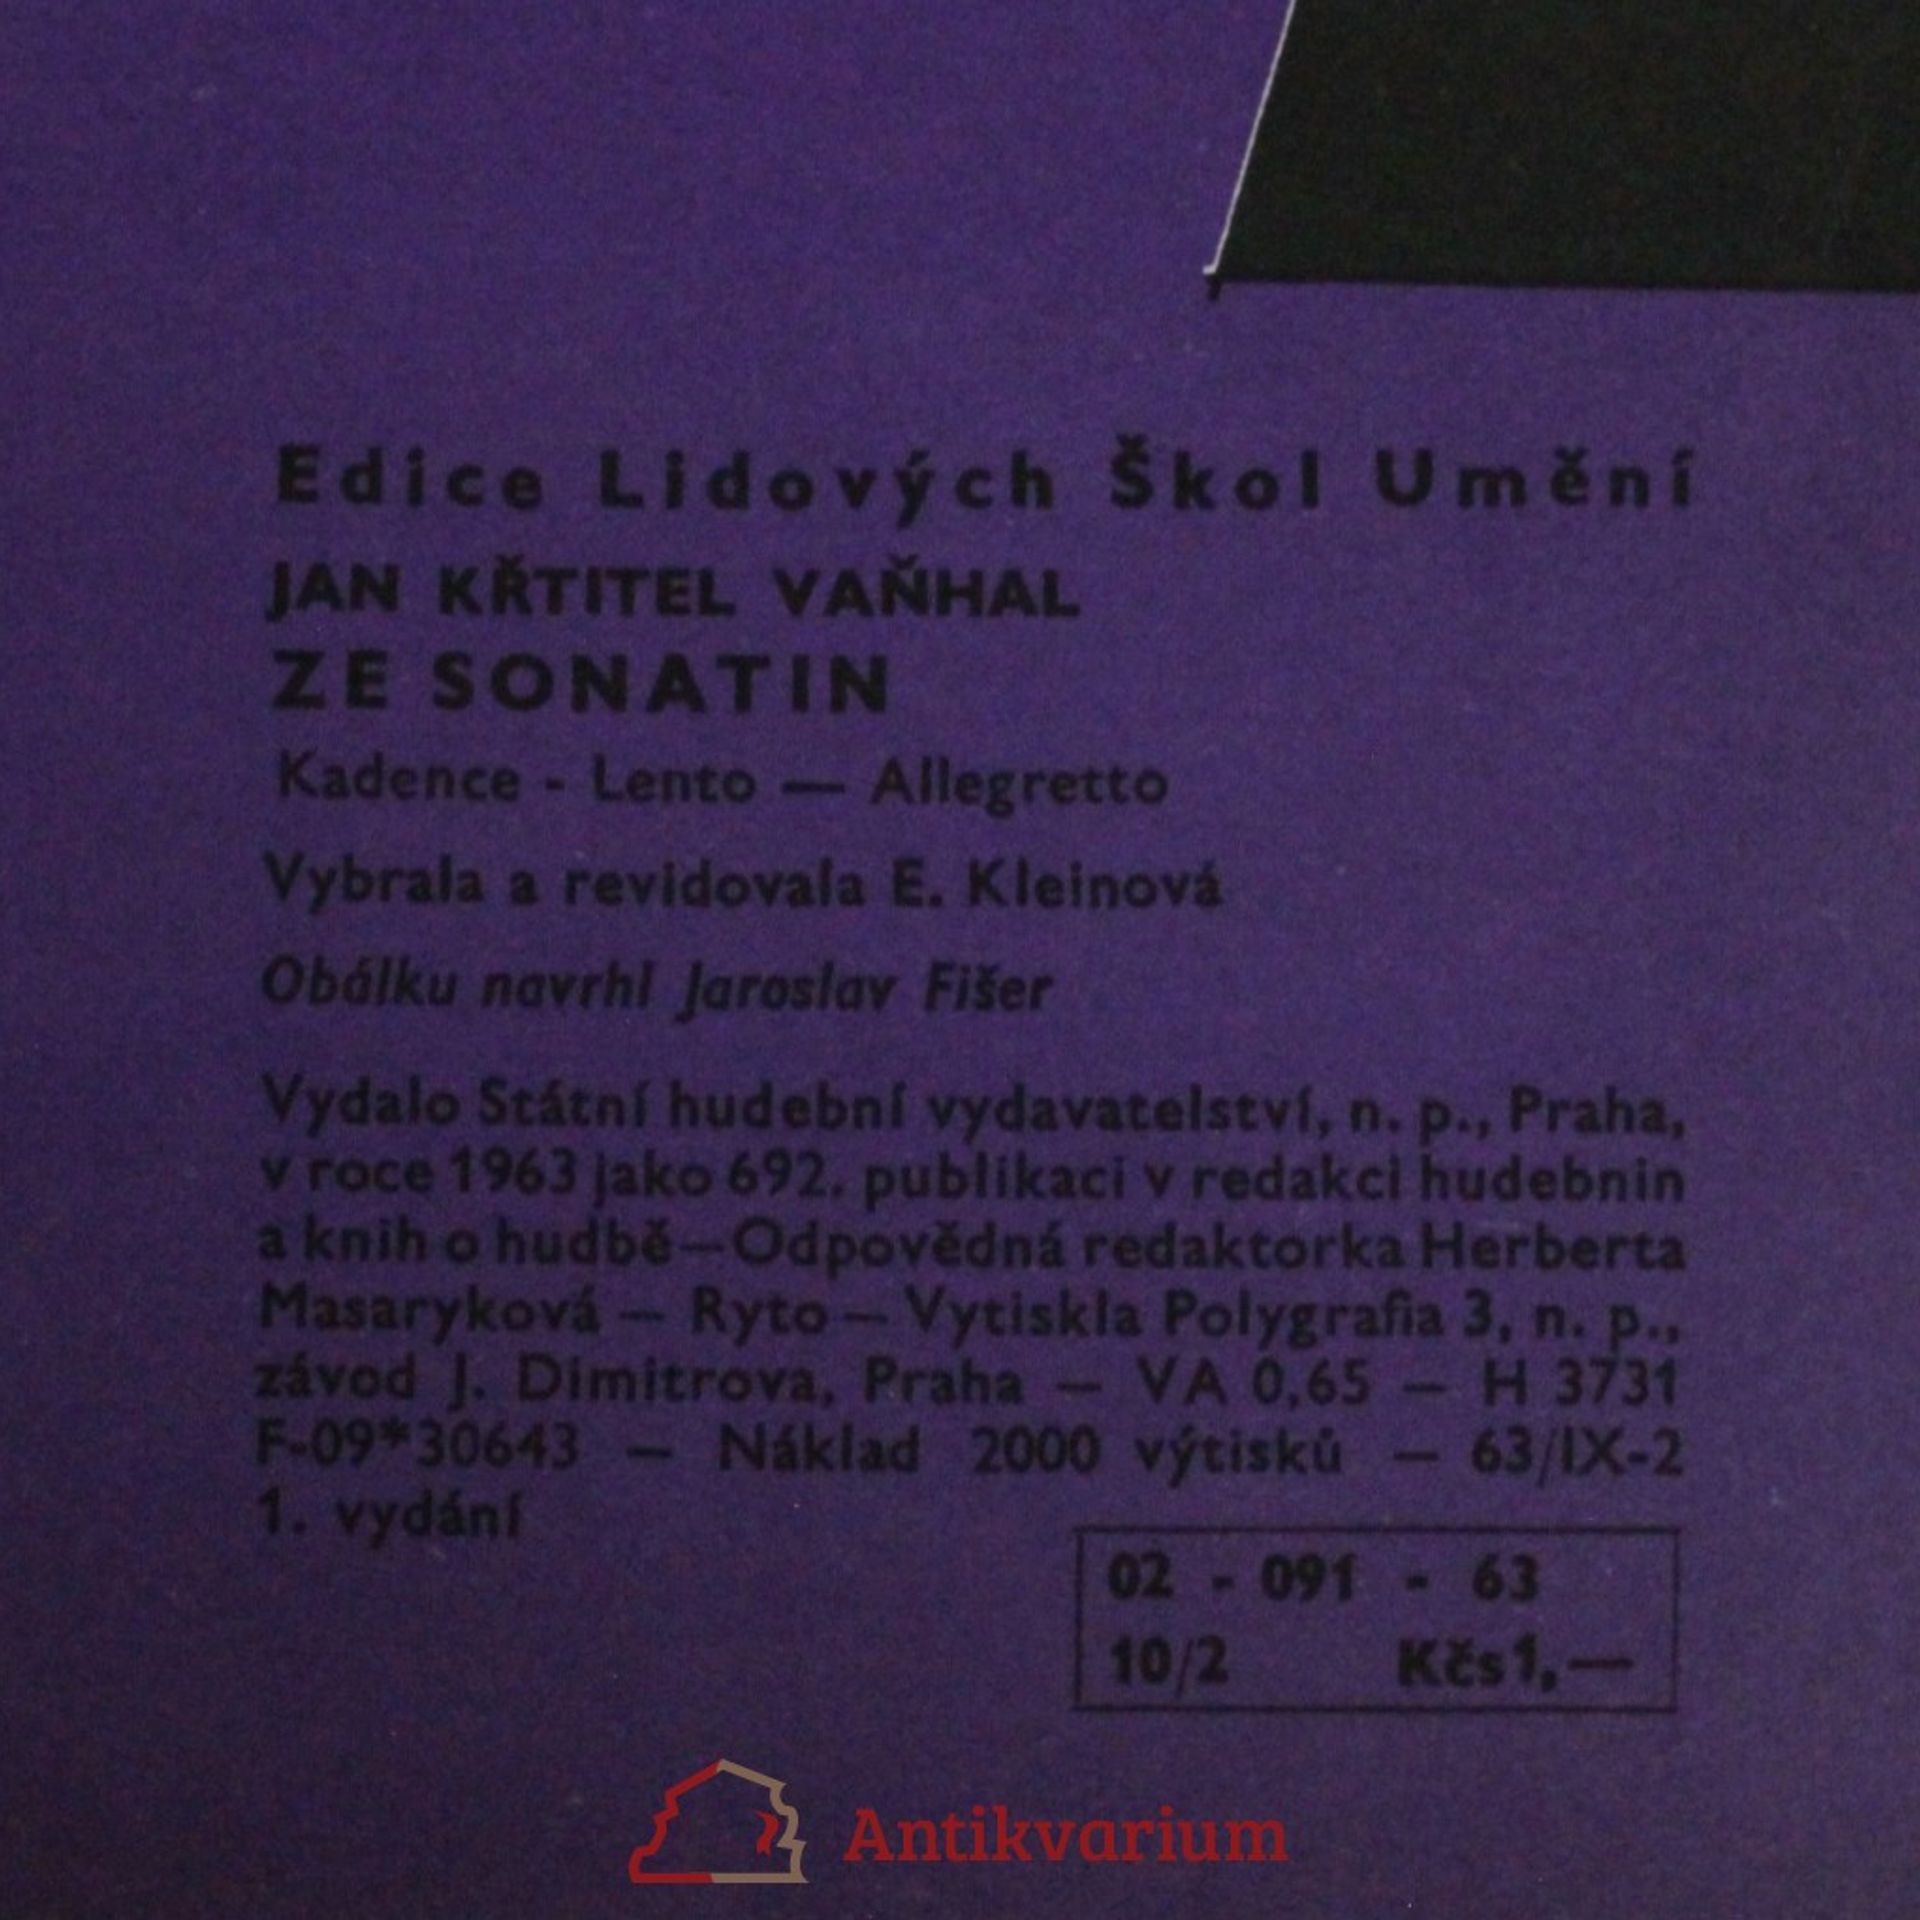 Edice Lidových Škol Umění
JAN KŘTITEL VAŇHAL
ZE SONATIN
Kadence - Lento — Allegretto
Vybrala a revidovala E. Kleinová
Obálku navrhl Jaroslav Fišer
Vydalo Státní hudební vydavatelství, n. p., Praha,
v roce 1963 jako 692. publikaci v redakci hudebnin
a knih o hudbě — Odpovědná redaktorka Herberta
Masaryková — Ryto — Vytiskla Polygrafia 3, n. p.,
závod J. Dimitrova, Praha — VA 0,65 — H 3731
F-09*30643 — Náklad 2000 výtisků — 63/IX-2
1. vydání
02 - 091 - 63
10/2 Kčs 1,—
Antikvarium